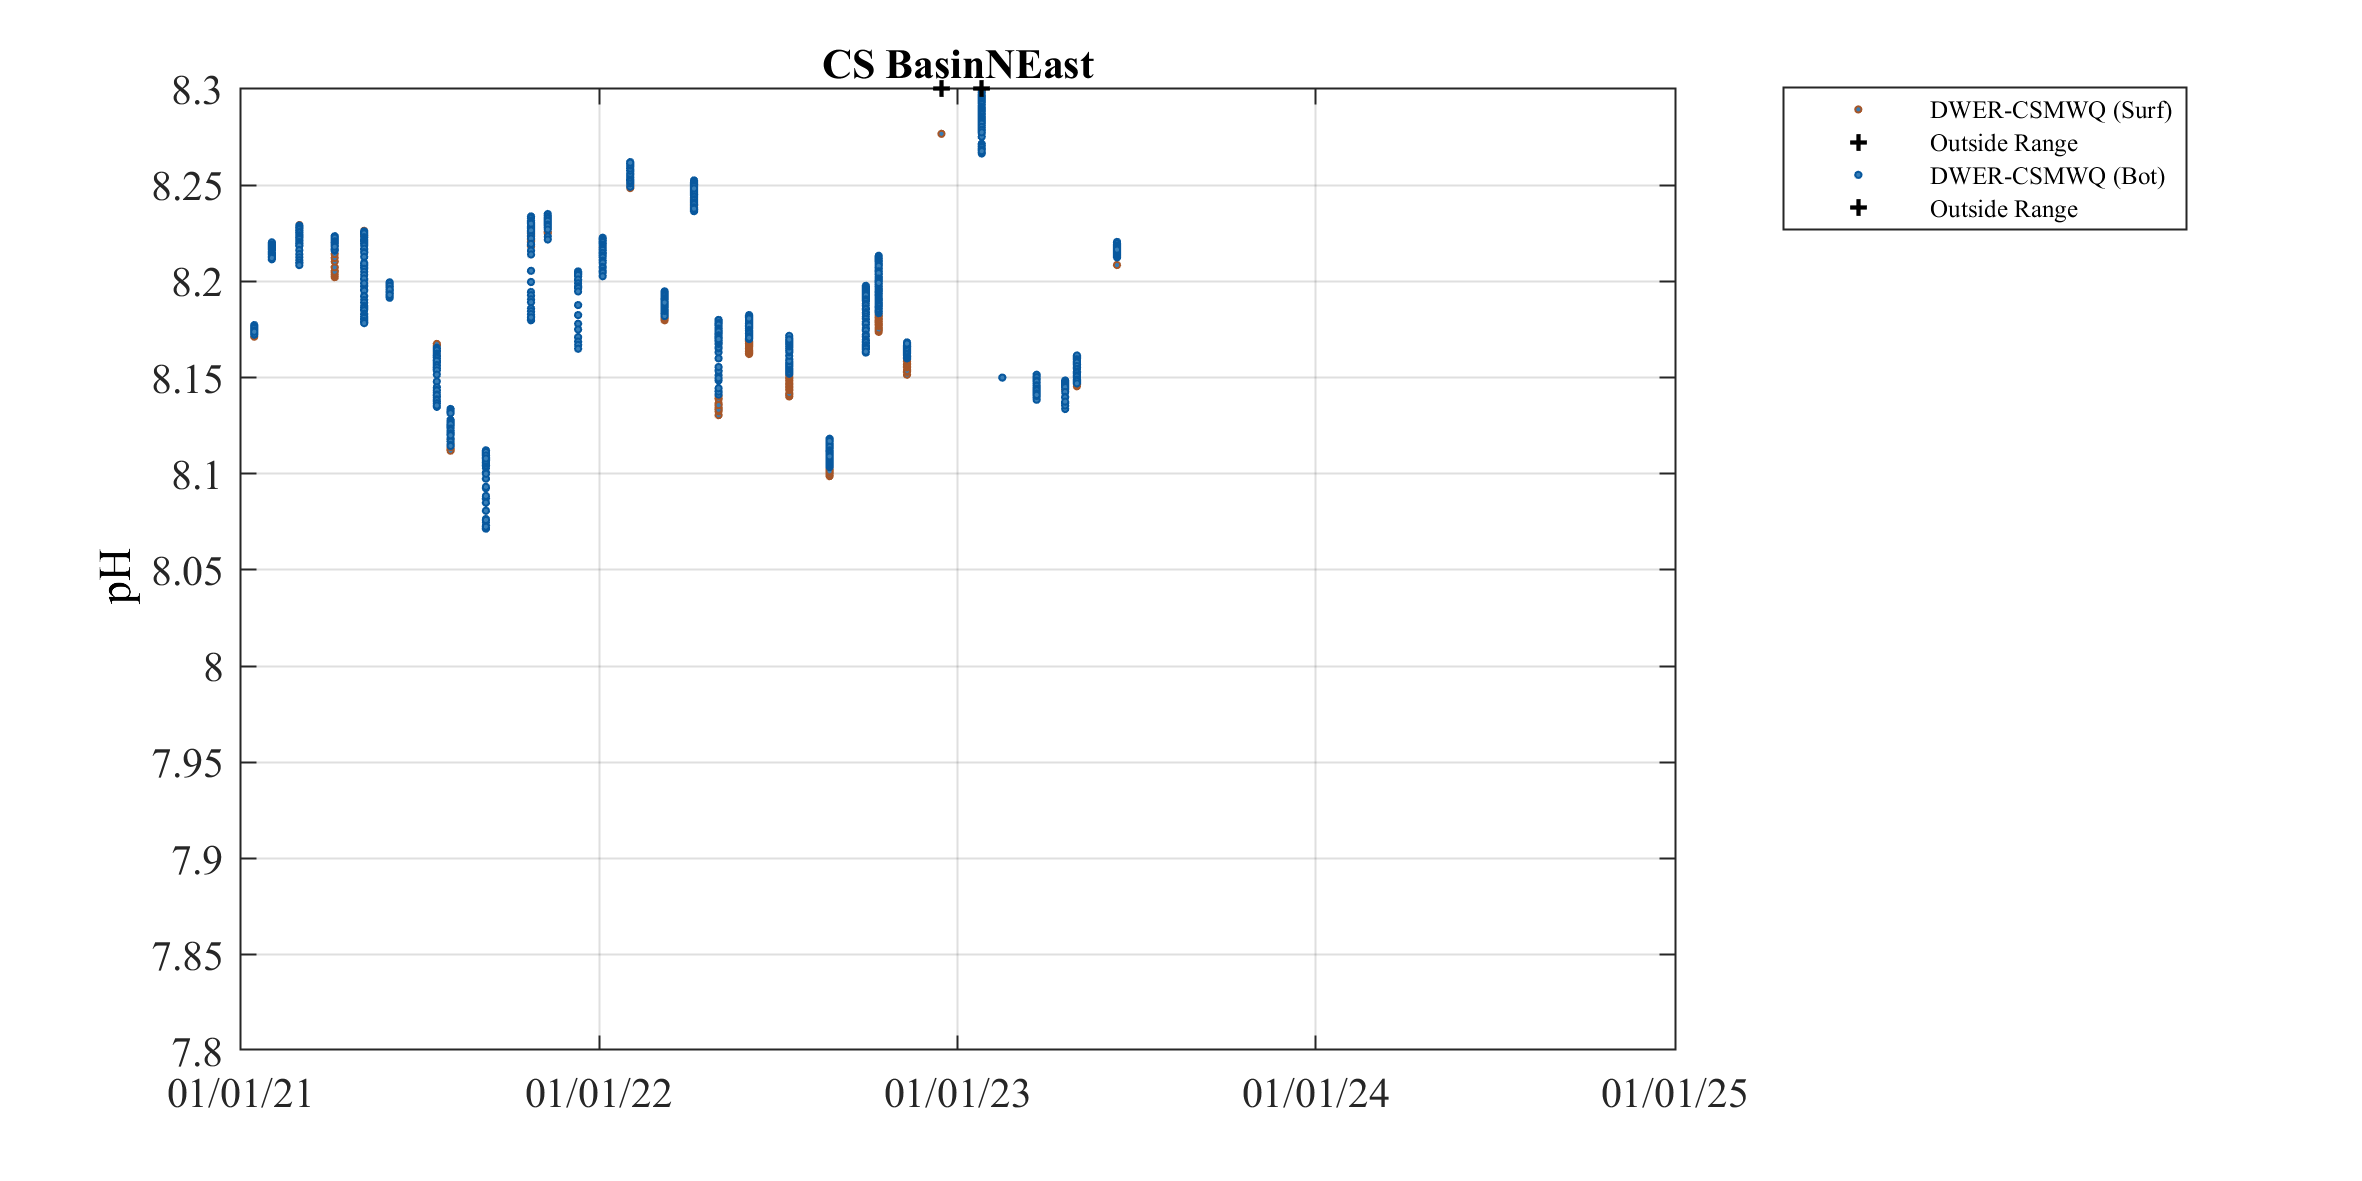 CS BasinNEast
8.3
8.25
8.2
8.15
8.1
8.05
8
7.95
7.9
7.85
7.8
pH
01/01/21
01/01/22
01/01/23
01/01/24
01/01/25
DWER-CSMWQ (Surf)
Outside Range
DWER-CSMWQ (Bot)
Outside Range